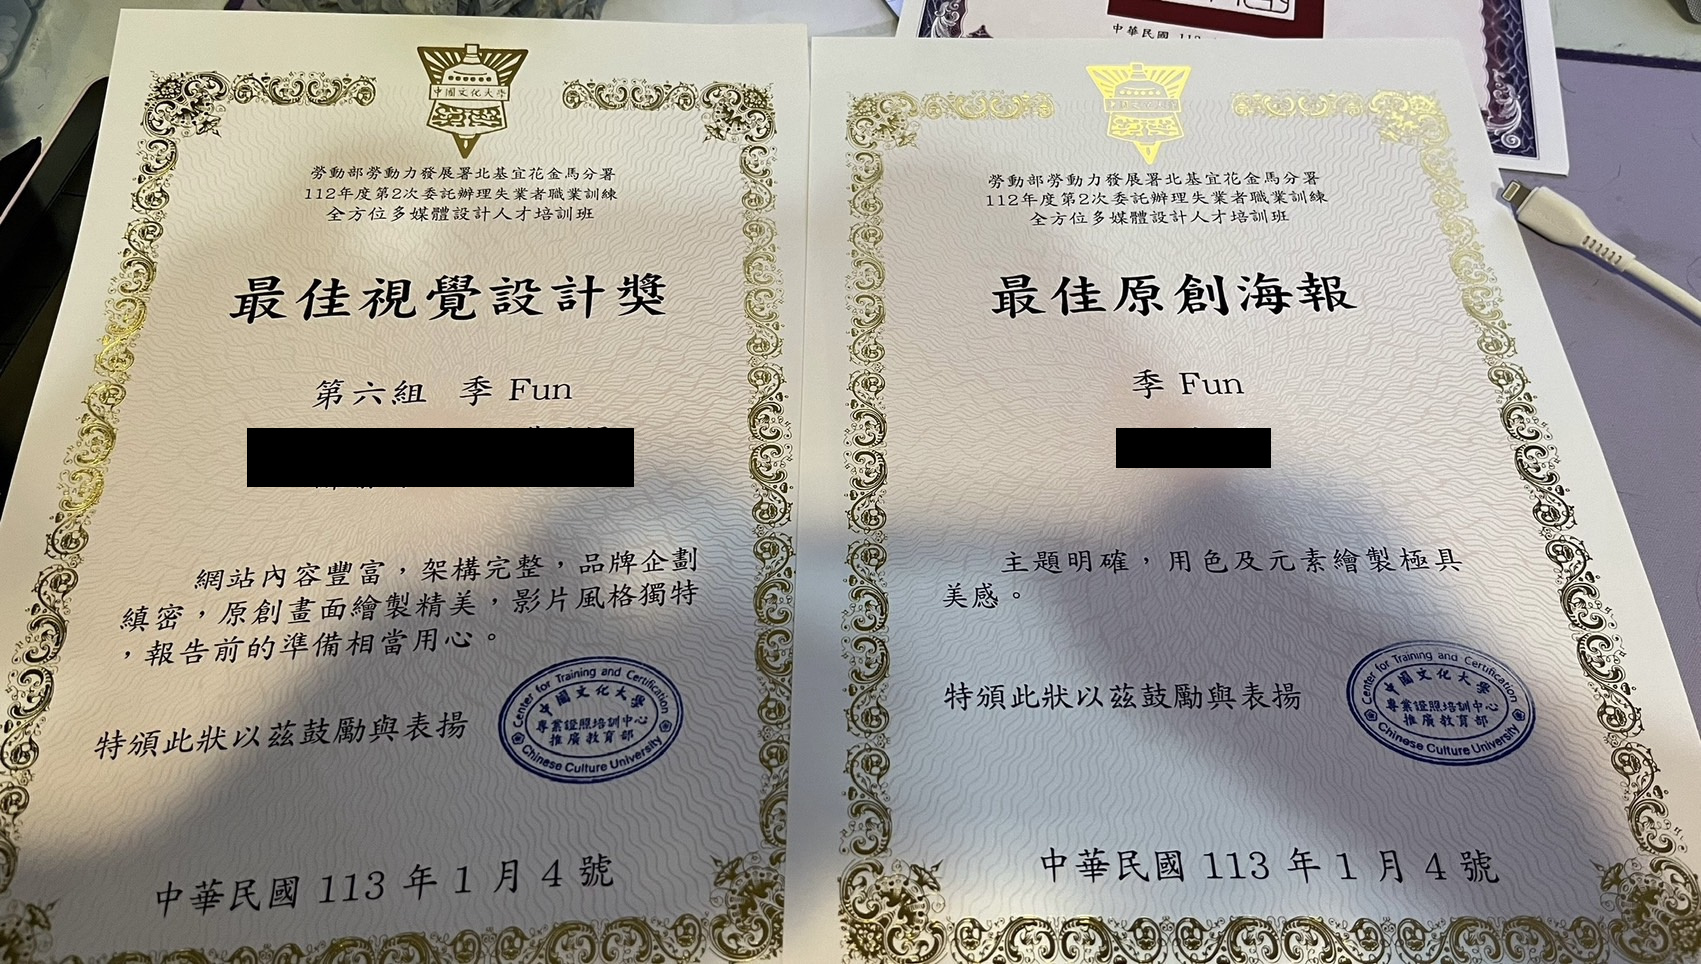 中國文化大學
華岡
勞動部勞動力發展署北基宜花金馬分署
112年度第2次委託辦理失業者職業訓練
全方位多媒體設計人才培訓班
最佳視覺設計獎
第六組 季 Fun
網站內容豐富，架構完整，品牌企劃
縝密，原創畫面繪製精美，影片風格獨特
，報告前的準備相當用心。
特頒此狀以茲鼓勵與表揚
Center for Training and Certification
中國文化大學
專業證照培訓中心
推廣教育部
Chinese Culture University
中華民國 113 年 1 月 4 號
中國文化大學
華岡
勞動部勞動力發展署北基宜花金馬分署
112年度第2次委託辦理失業者職業訓練
全方位多媒體設計人才培訓班
最佳原創海報
季 Fun
主題明確，用色及元素繪製極具
美感。
特頒此狀以茲鼓勵與表揚
Center for Training and Certification
中國文化大學
專業證照培訓中心
推廣教育部
Chinese Culture University
中華民國 113 年 1 月 4 號
中華民國 113